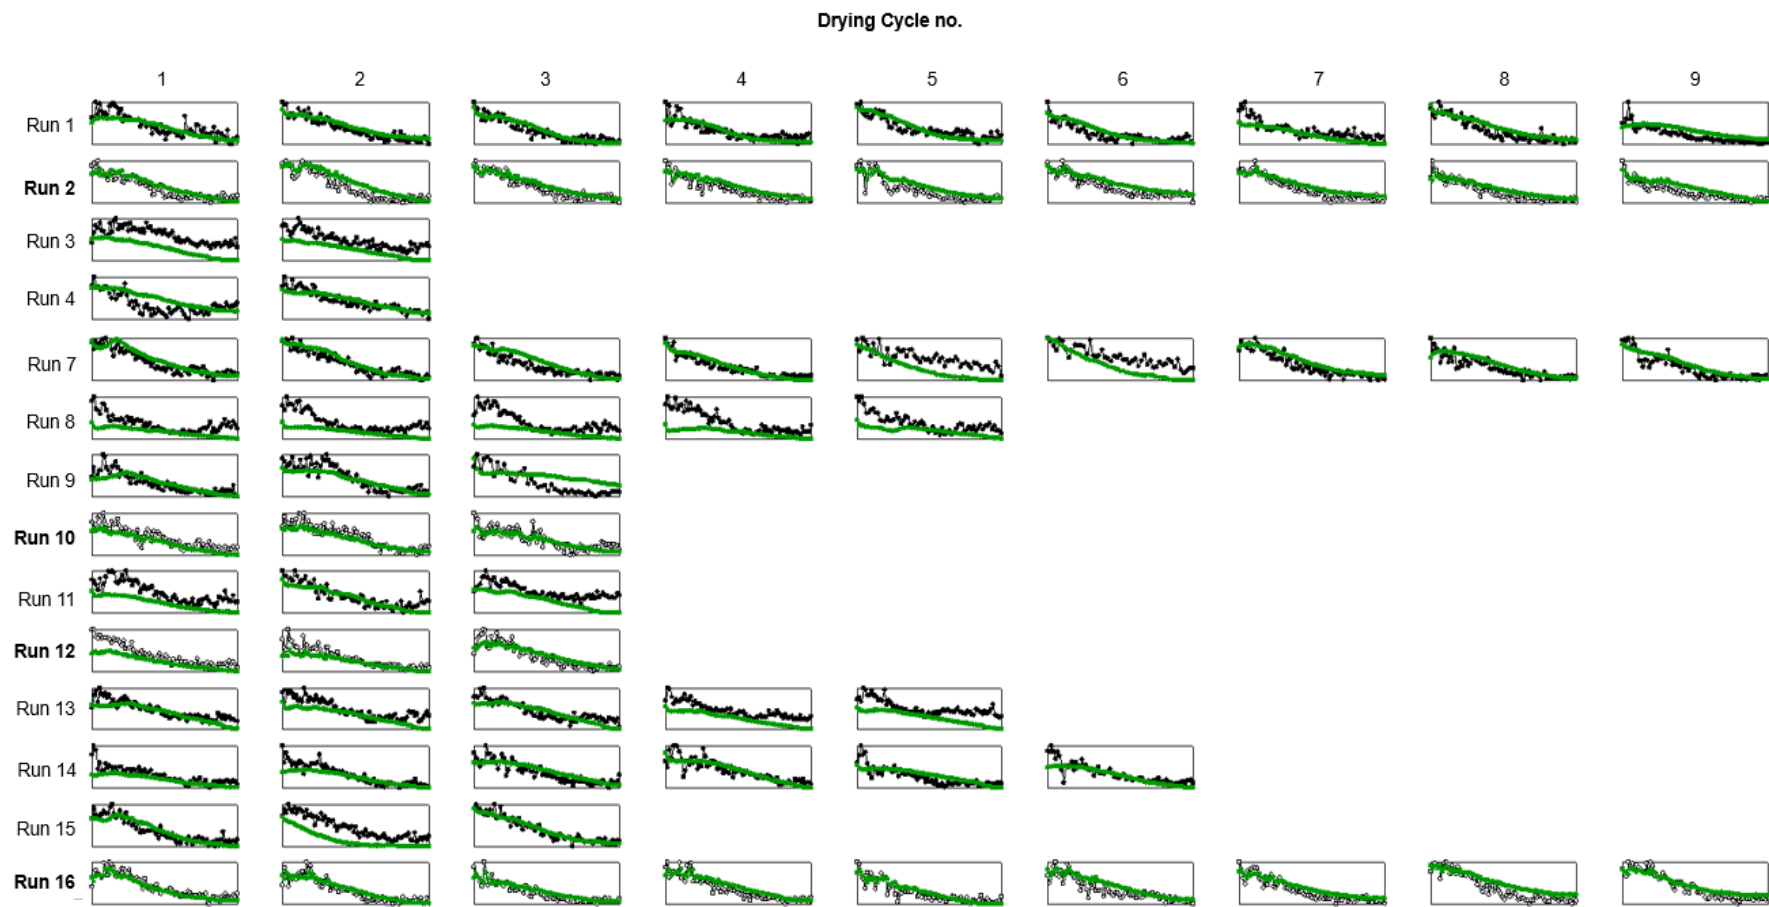 Drying Cycle no.
1 2 3 4 5 6 7 8 9
Run 1
Run 2
Run 3
Run 4
Run 7
Run 8
Run 9
Run 10
Run 11
Run 12
Run 13
Run 14
Run 15
Run 16